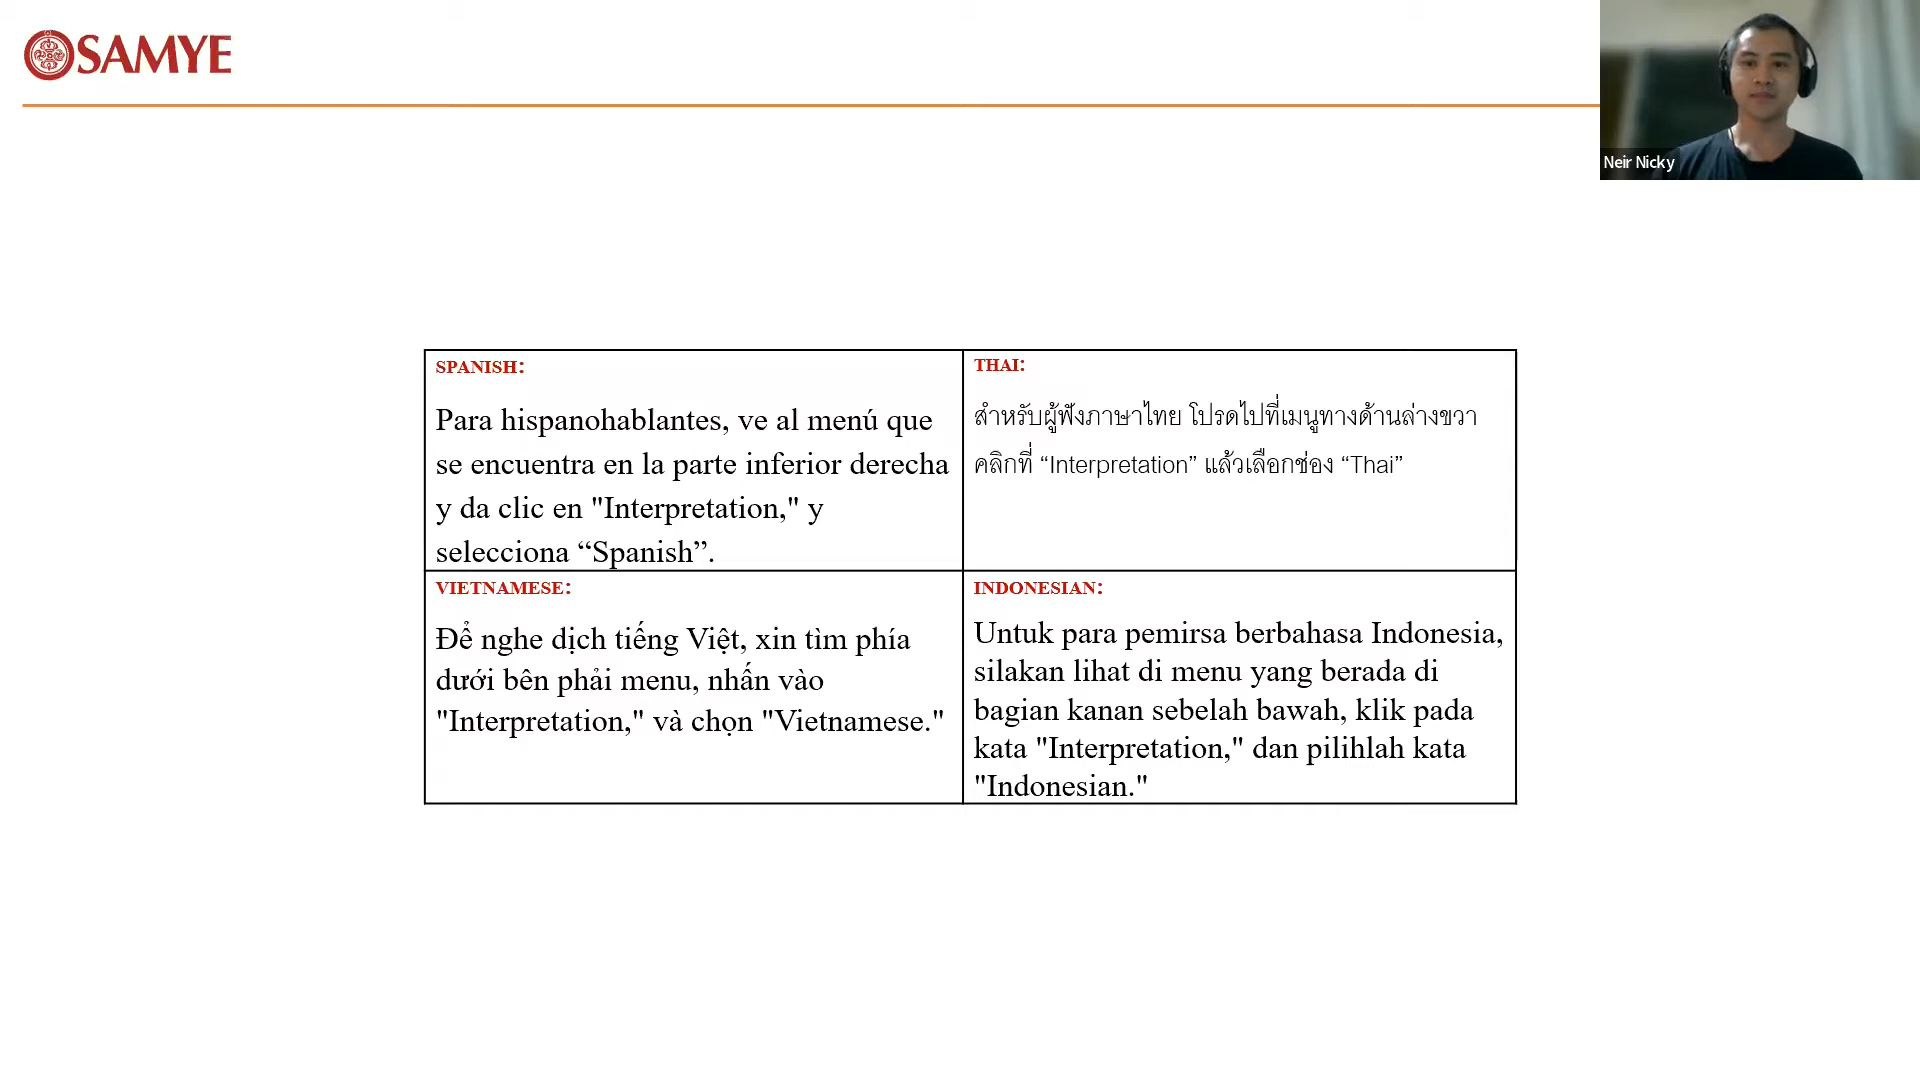 SAMYE
Neir Nicky
SPANISH:
Para hispanohablantes, ve al menú que
se encuentra en la parte inferior derecha
y da clic en "Interpretation," y
selecciona “Spanish”.
THAI:
สำหรับผู้ฟังภาษาไทย โปรดไปที่เมนูทางด้านล่างขวา
คลิกที่ “Interpretation” แล้วเลือกช่อง “Thai”
VIETNAMESE:
Để nghe dịch tiếng Việt, xin tìm phía
dưới bên phải menu, nhấn vào
"Interpretation," và chọn "Vietnamese."
INDONESIAN:
Untuk para pemirsa berbahasa Indonesia,
silakan lihat di menu yang berada di
bagian kanan sebelah bawah, klik pada
kata "Interpretation," dan pilihlah kata
"Indonesian."